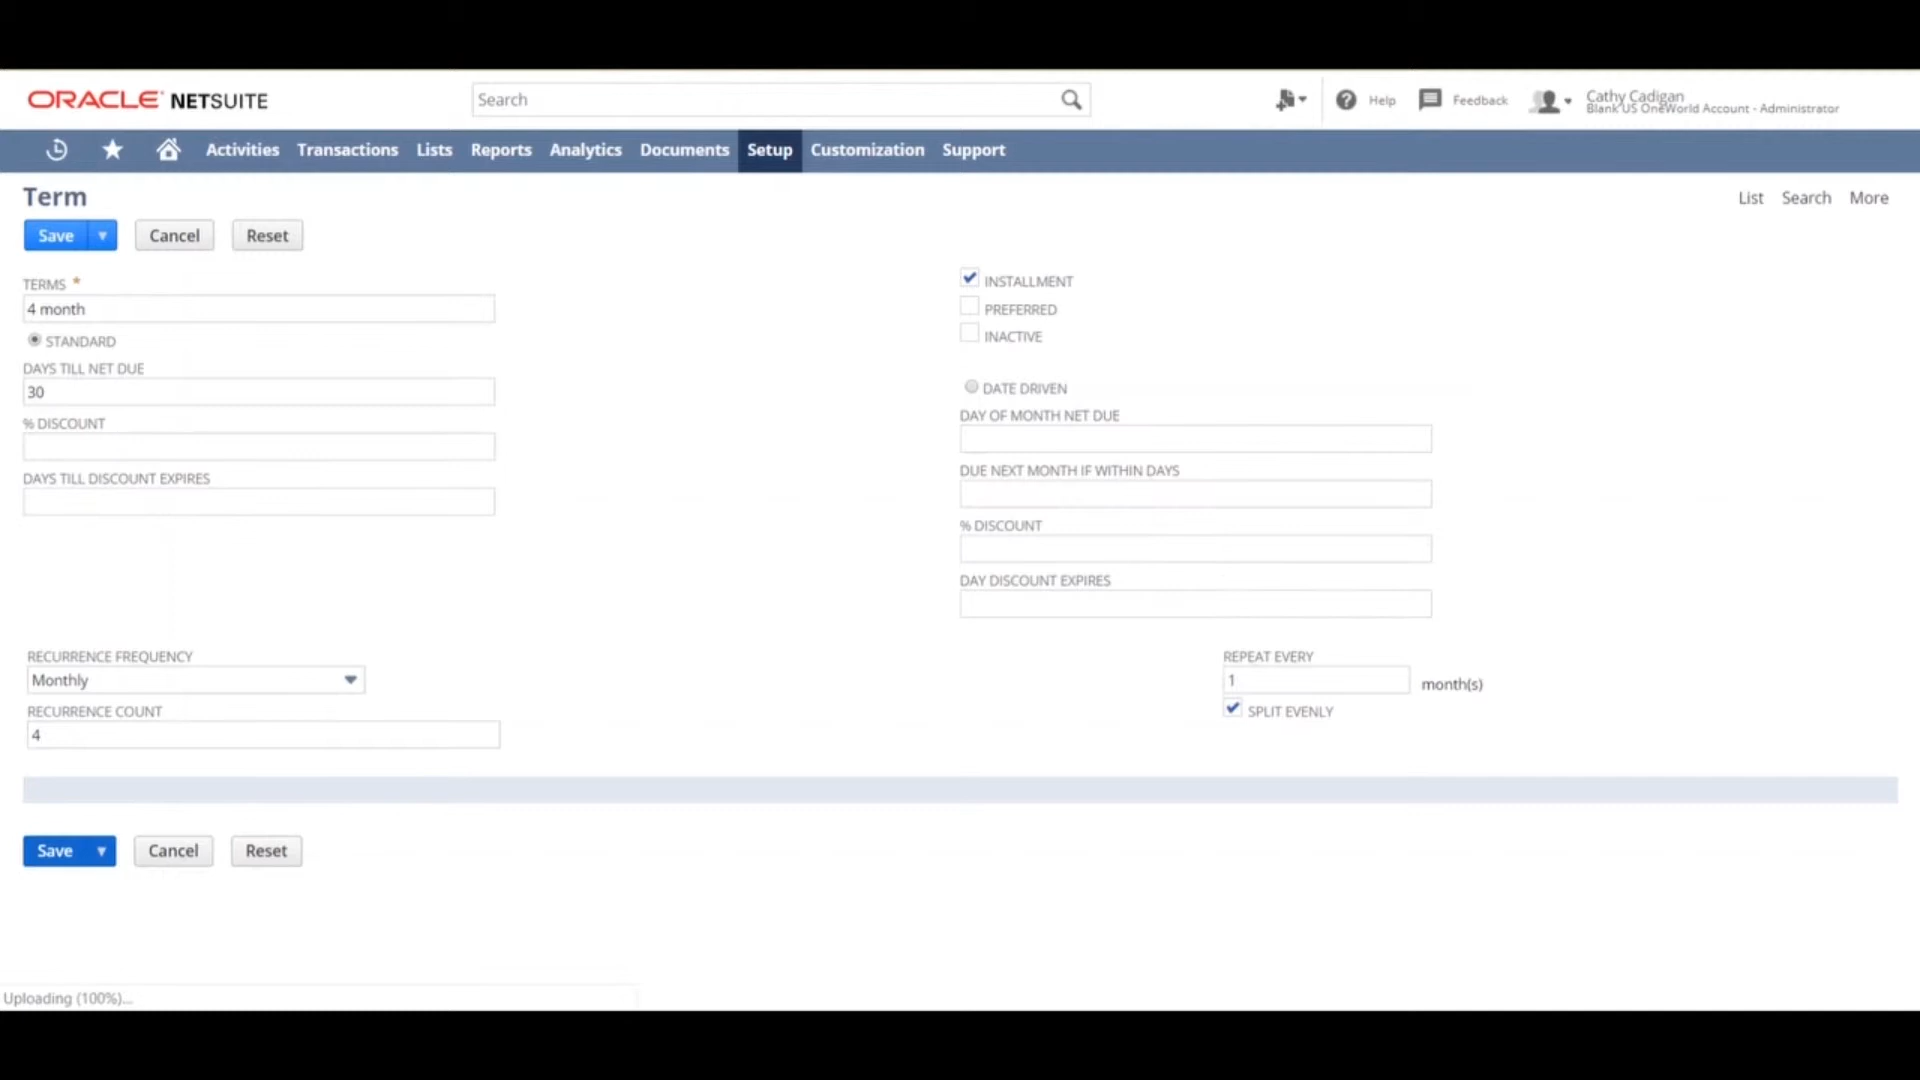 ORACLE NETSUITE
Search
Help
Feedback
Cathy Cadigan
Blank US OneWorld Account - Administrator
Activities Transactions Lists Reports Analytics Documents Setup Customization Support
Term
List Search More
Save Cancel Reset
TERMS *
4 month
STANDARD
DAYS TILL NET DUE
30
% DISCOUNT
DAYS TILL DISCOUNT EXPIRES
INSTALLMENT
PREFERRED
INACTIVE
DATE DRIVEN
DAY OF MONTH NET DUE
DUE NEXT MONTH IF WITHIN DAYS
% DISCOUNT
DAY DISCOUNT EXPIRES
RECURRENCE FREQUENCY
Monthly
RECURRENCE COUNT
4
REPEAT EVERY
1 month(s)
SPLIT EVENLY
Save Cancel Reset
Uploading (100%)...